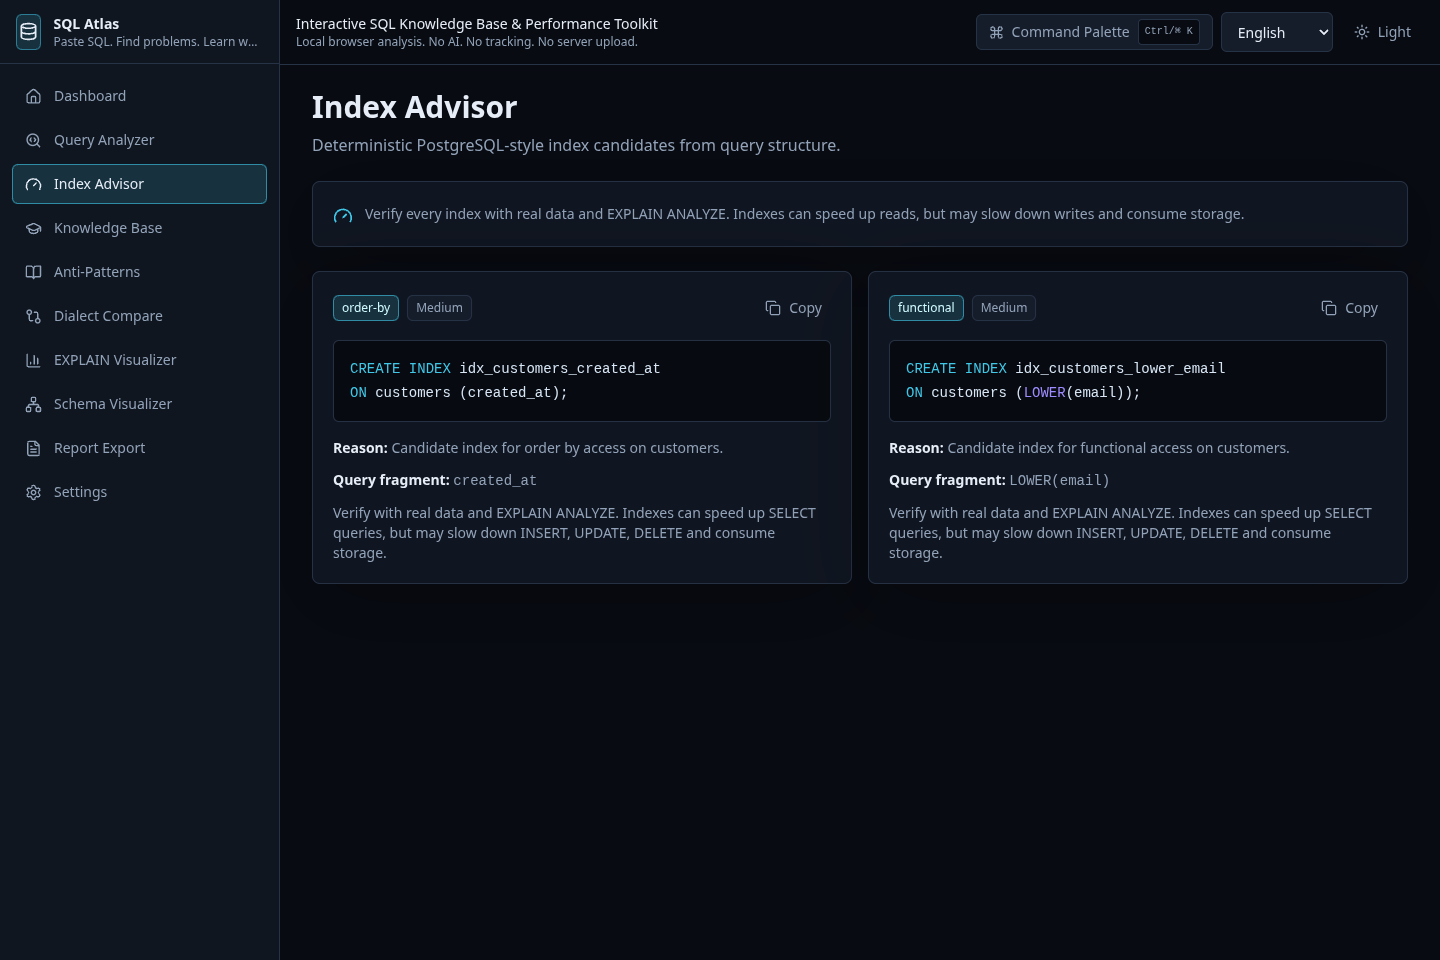 SQL Atlas
Paste SQL. Find problems. Learn w...
Interactive SQL Knowledge Base & Performance Toolkit
Local browser analysis. No AI. No tracking. No server upload.
Command Palette Ctrl/⌘ K
English
Light
Dashboard
Query Analyzer
Index Advisor
Knowledge Base
Anti-Patterns
Dialect Compare
EXPLAIN Visualizer
Schema Visualizer
Report Export
Settings
Index Advisor
Deterministic PostgreSQL-style index candidates from query structure.
Verify every index with real data and EXPLAIN ANALYZE. Indexes can speed up reads, but may slow down writes and consume storage.
order-by Medium Copy
CREATE INDEX idx_customers_created_at
ON customers (created_at);
Reason: Candidate index for order by access on customers.
Query fragment: created_at
Verify with real data and EXPLAIN ANALYZE. Indexes can speed up SELECT
queries, but may slow down INSERT, UPDATE, DELETE and consume
storage.
functional Medium Copy
CREATE INDEX idx_customers_lower_email
ON customers (LOWER(email));
Reason: Candidate index for functional access on customers.
Query fragment: LOWER(email)
Verify with real data and EXPLAIN ANALYZE. Indexes can speed up SELECT
queries, but may slow down INSERT, UPDATE, DELETE and consume
storage.